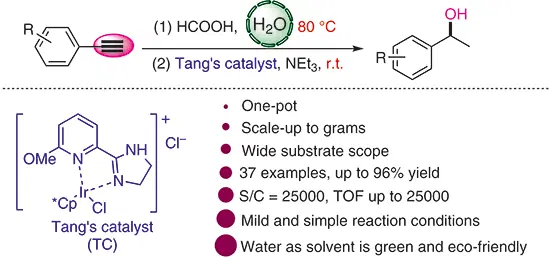 R
(1) HCOOH, H₂O 80 °C
(2) Tang's catalyst, NEt₃, r.t.
OH
R
+
Cl⁻
NH
OMe
N
N
Ir
*Cp
Cl
Tang's catalyst
(TC)
One-pot
Scale-up to grams
Wide substrate scope
37 examples, up to 96% yield
S/C = 25000, TOF up to 25000
Mild and simple reaction conditions
Water as solvent is green and eco-friendly